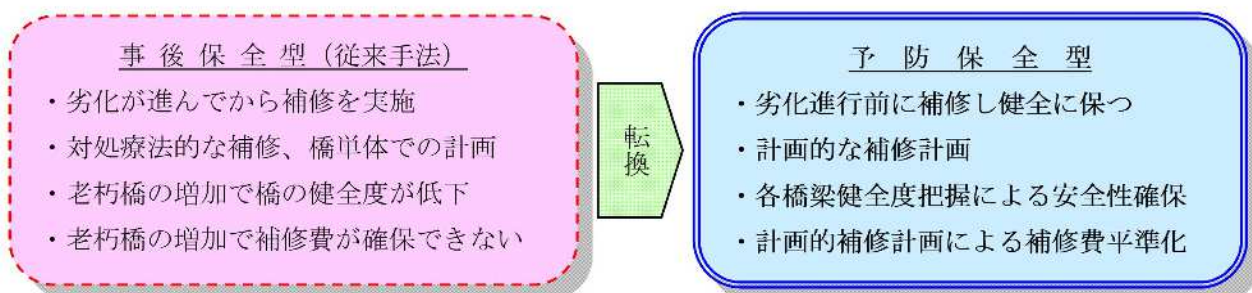 事後保全型（従来手法）
・劣化が進んでから補修を実施
・対処療法的な補修、橋単体での計画
・老朽橋の増加で橋の健全度が低下
・老朽橋の増加で補修費が確保できない
転換
予防保全型
・劣化進行前に補修し健全に保つ
・計画的な補修計画
・各橋梁健全度把握による安全性確保
・計画的補修計画による補修費平準化